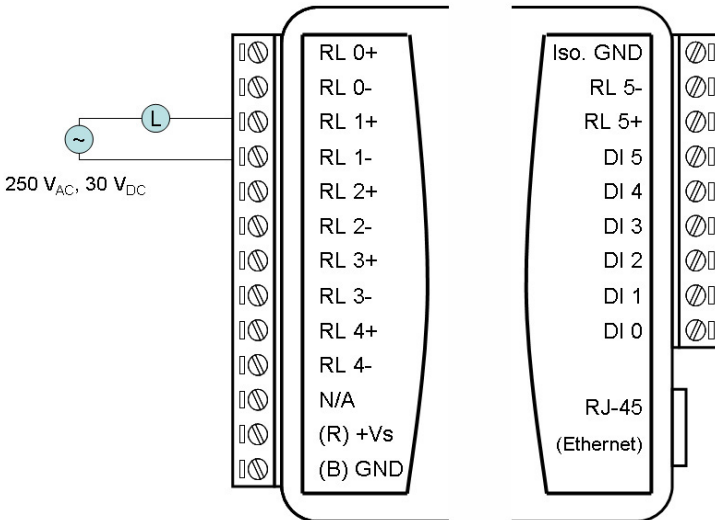 RL 0+
RL 0-
RL 1+
RL 1-
RL 2+
RL 2-
RL 3+
RL 3-
RL 4+
RL 4-
N/A
(R) +Vs
(B) GND
L
~
250 VAC, 30 VDC
Iso. GND
RL 5-
RL 5+
DI 5
DI 4
DI 3
DI 2
DI 1
DI 0
RJ-45
(Ethernet)